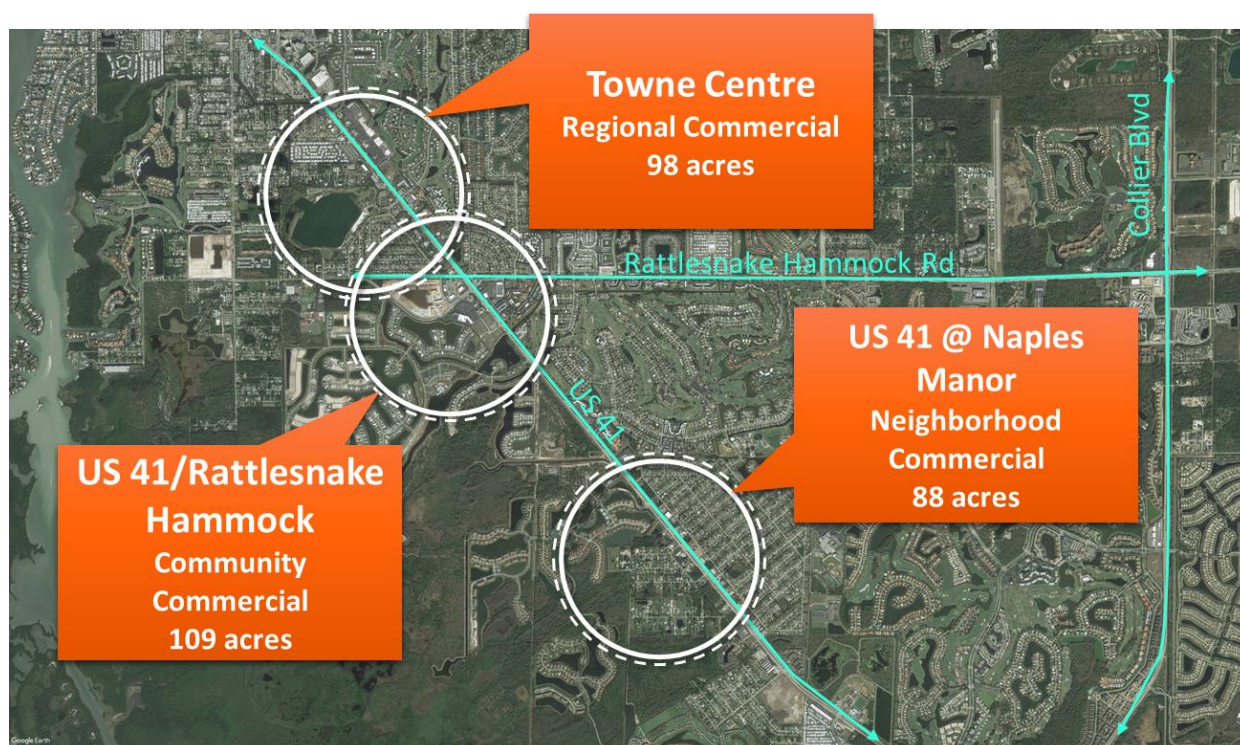 Towne Centre
Regional Commercial
98 acres
Collier Blvd
Rattlesnake Hammock Rd
US 41 @ Naples
Manor
Neighborhood
Commercial
88 acres
US 41
US 41/Rattlesnake
Hammock
Community
Commercial
109 acres
Google Earth